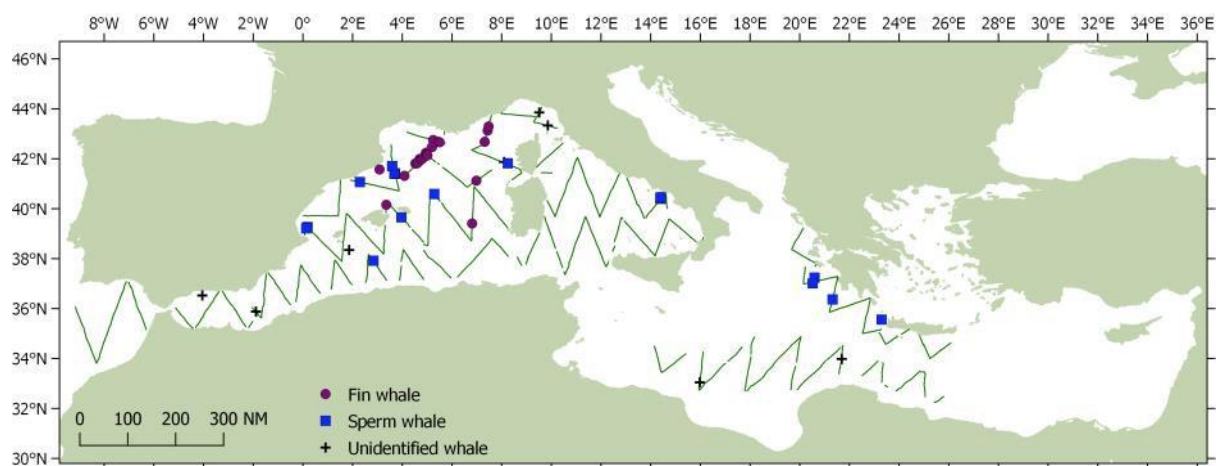 8°W 6°W 4°W 2°W 0° 2°E 4°E 6°E 8°E 10°E 12°E 14°E 16°E 18°E 20°E 22°E 24°E 26°E 28°E 30°E 32°E 34°E 36°E
46°N
44°N
42°N
40°N
38°N
36°N
34°N
32°N
30°N
Fin whale
Sperm whale
Unidentified whale
0 100 200 300 NM